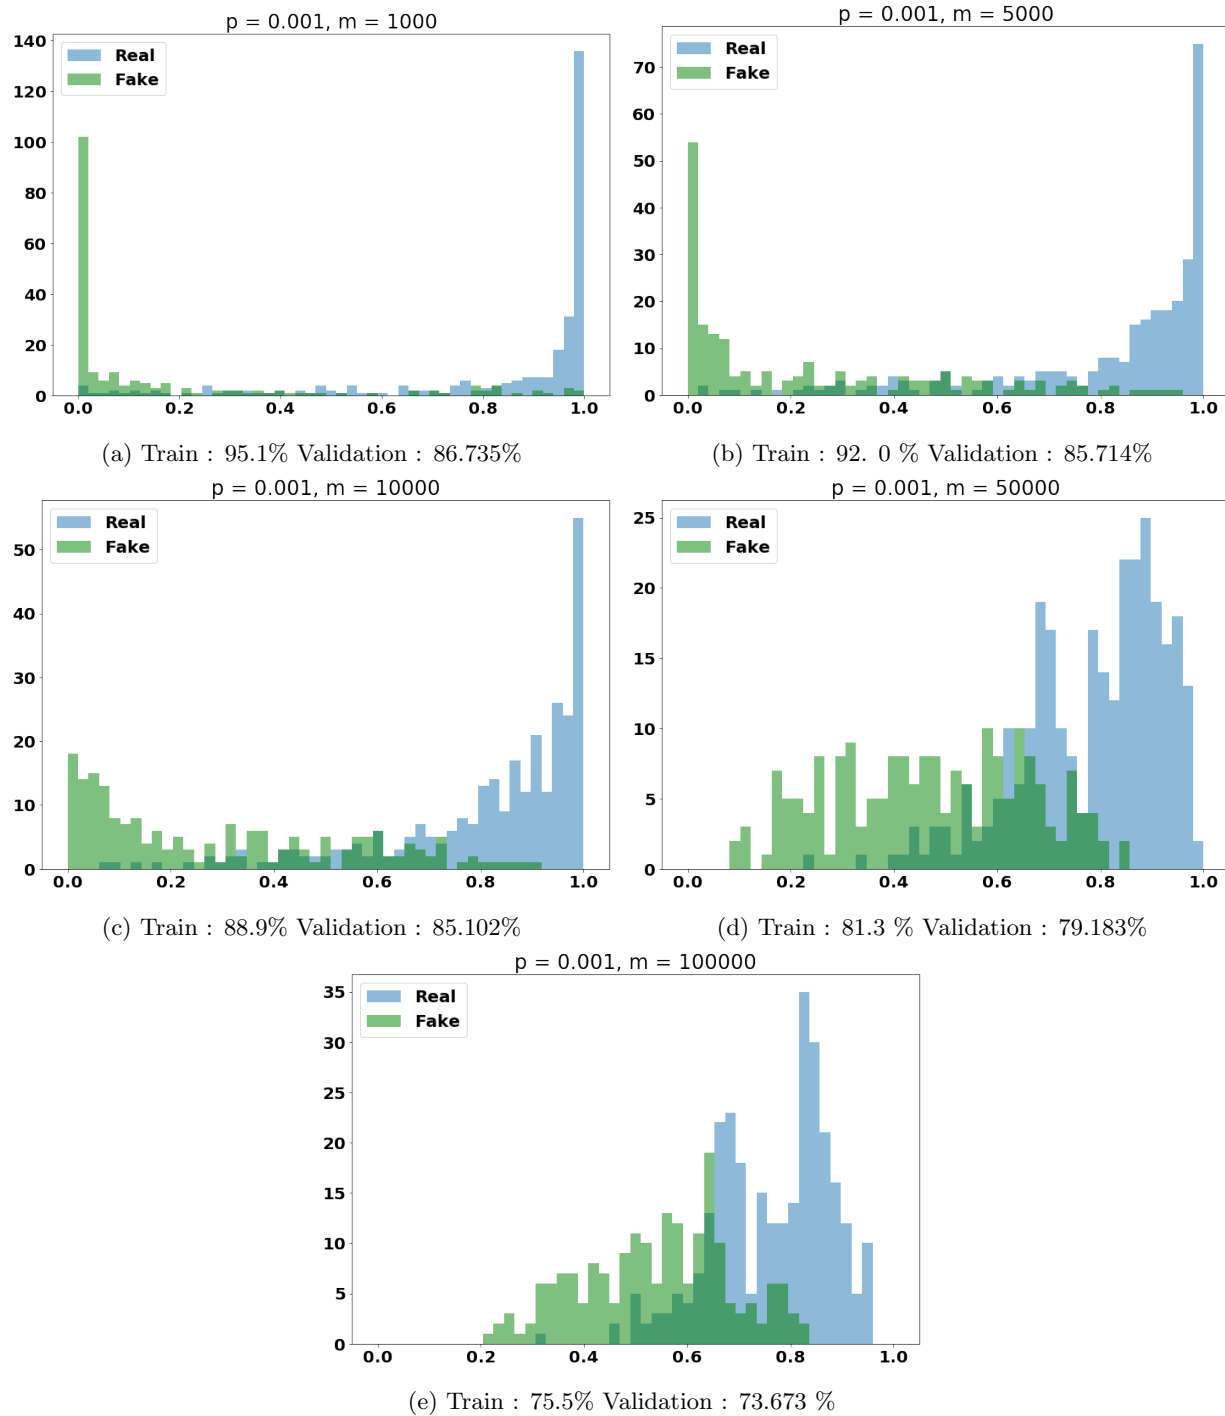 p = 0.001, m = 1000
Real
Fake
140
120
100
80
60
40
20
0
0.0 0.2 0.4 0.6 0.8 1.0
(a) Train : 95.1% Validation : 86.735%
p = 0.001, m = 5000
Real
Fake
70
60
50
40
30
20
10
0
0.0 0.2 0.4 0.6 0.8 1.0
(b) Train : 92. 0 % Validation : 85.714%
p = 0.001, m = 10000
Real
Fake
50
40
30
20
10
0
0.0 0.2 0.4 0.6 0.8 1.0
(c) Train : 88.9% Validation : 85.102%
p = 0.001, m = 50000
Real
Fake
25
20
15
10
5
0
0.0 0.2 0.4 0.6 0.8 1.0
(d) Train : 81.3 % Validation : 79.183%
p = 0.001, m = 100000
Real
Fake
35
30
25
20
15
10
5
0
0.0 0.2 0.4 0.6 0.8 1.0
(e) Train : 75.5% Validation : 73.673 %